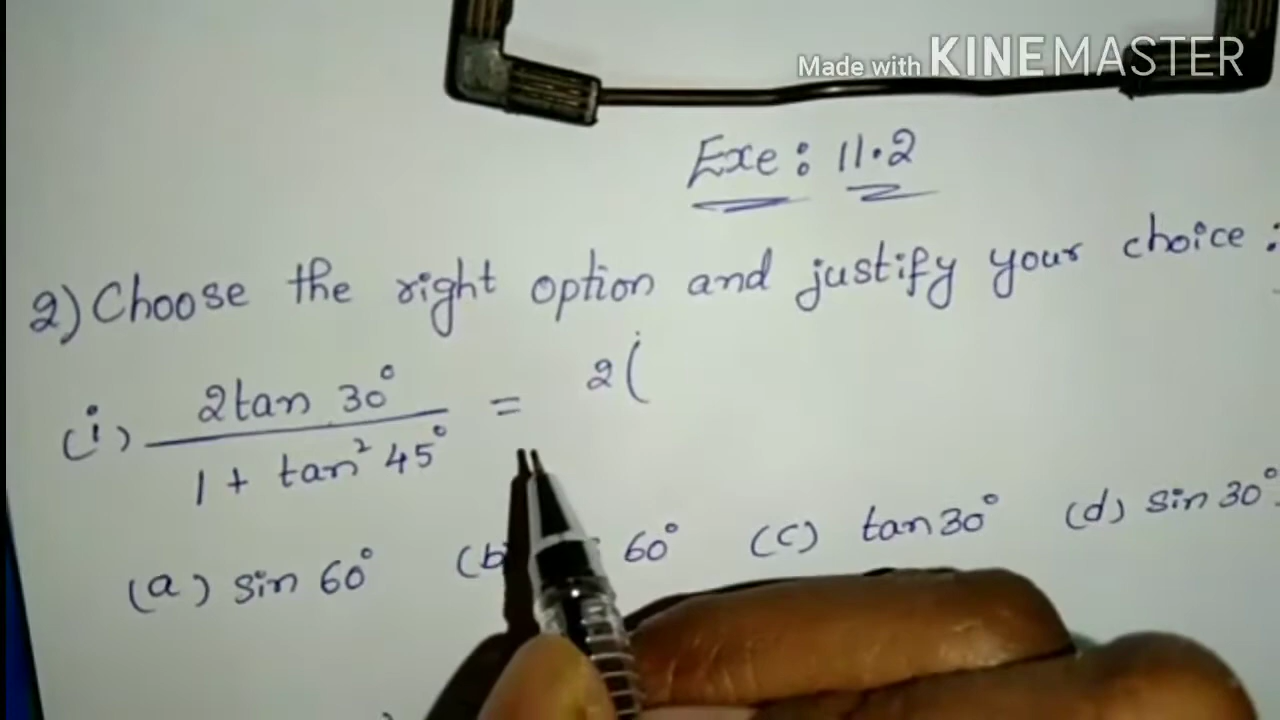 Made with KINEMASTER
Exe: 11.2
2) Choose the right option and justify your choice:
(i) 2tan 30° / 1 + tan² 45° = 2(
(a) sin 60° (b 60° (c) tan 30° (d) sin 30°